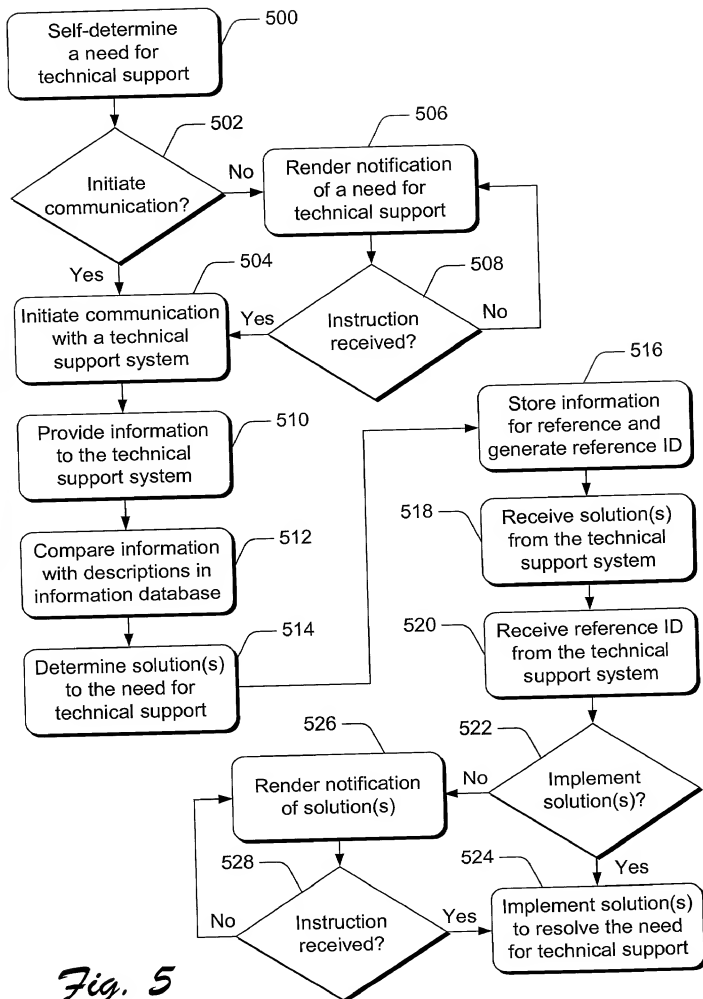 Self-determine
a need for
technical support
500
502
Initiate
communication?
No
506
Render notification
of a need for
technical support
Yes
504
Initiate communication
with a technical
support system
508
Instruction
received?
Yes
No
Provide information
to the technical
support system
510
Compare information
with descriptions in
information database
512
Determine solution(s)
to the need for
technical support
514
516
Store information
for reference and
generate reference ID
518
Receive solution(s)
from the technical
support system
520
Receive reference ID
from the technical
support system
522
Implement
solution(s)?
No
Yes
526
Render notification
of solution(s)
528
Instruction
received?
No
Yes
524
Implement solution(s)
to resolve the need
for technical support
Fig. 5